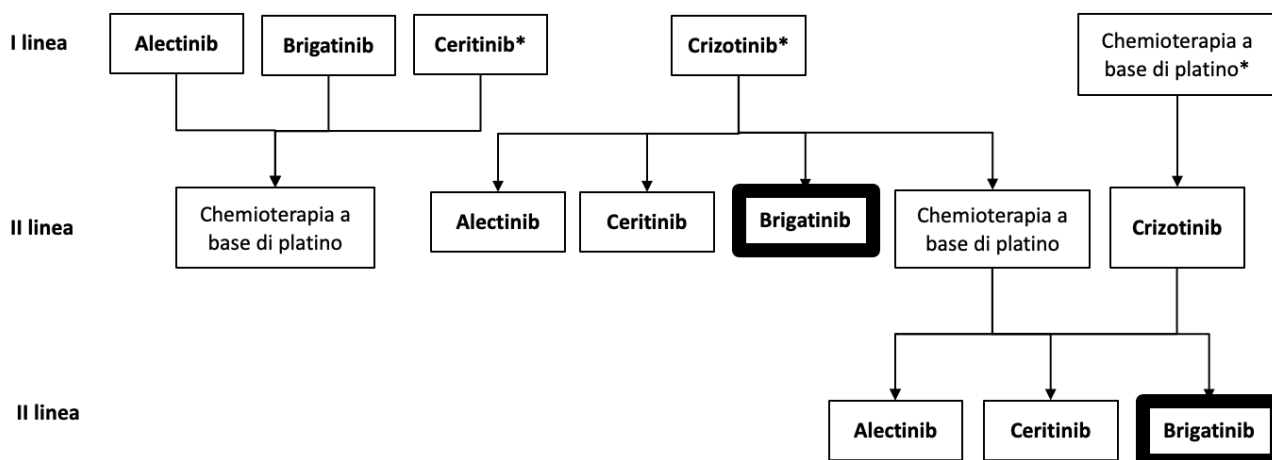 I linea
Alectinib
Brigatinib
Ceritinib*
Crizotinib*
Chemioterapia a
base di platino*
II linea
Chemioterapia a
base di platino
Alectinib
Ceritinib
Brigatinib
Chemioterapia a
base di platino
Crizotinib
II linea
Alectinib
Ceritinib
Brigatinib